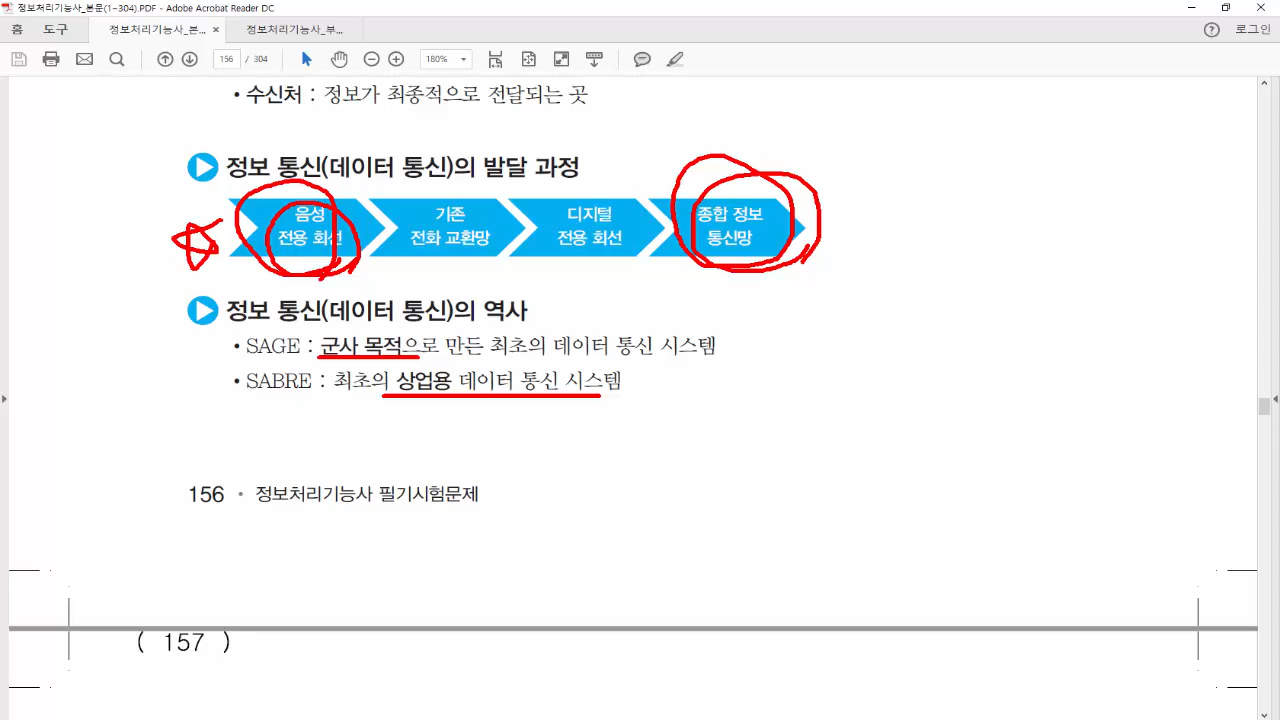 정보처리기능사_본문(1~304).PDF - Adobe Acrobat Reader DC
홈 도구 정보처리기능사_본... × 정보처리기능사_부... ? 로그인
156 / 304 180%
• 수신처 : 정보가 최종적으로 전달되는 곳
정보 통신(데이터 통신)의 발달 과정
음성 전용 회선
기존 전화 교환망
디지털 전용 회선
종합 정보 통신망
정보 통신(데이터 통신)의 역사
• SAGE : 군사 목적으로 만든 최초의 데이터 통신 시스템
• SABRE : 최초의 상업용 데이터 통신 시스템
156 • 정보처리기능사 필기시험문제
( 157 )